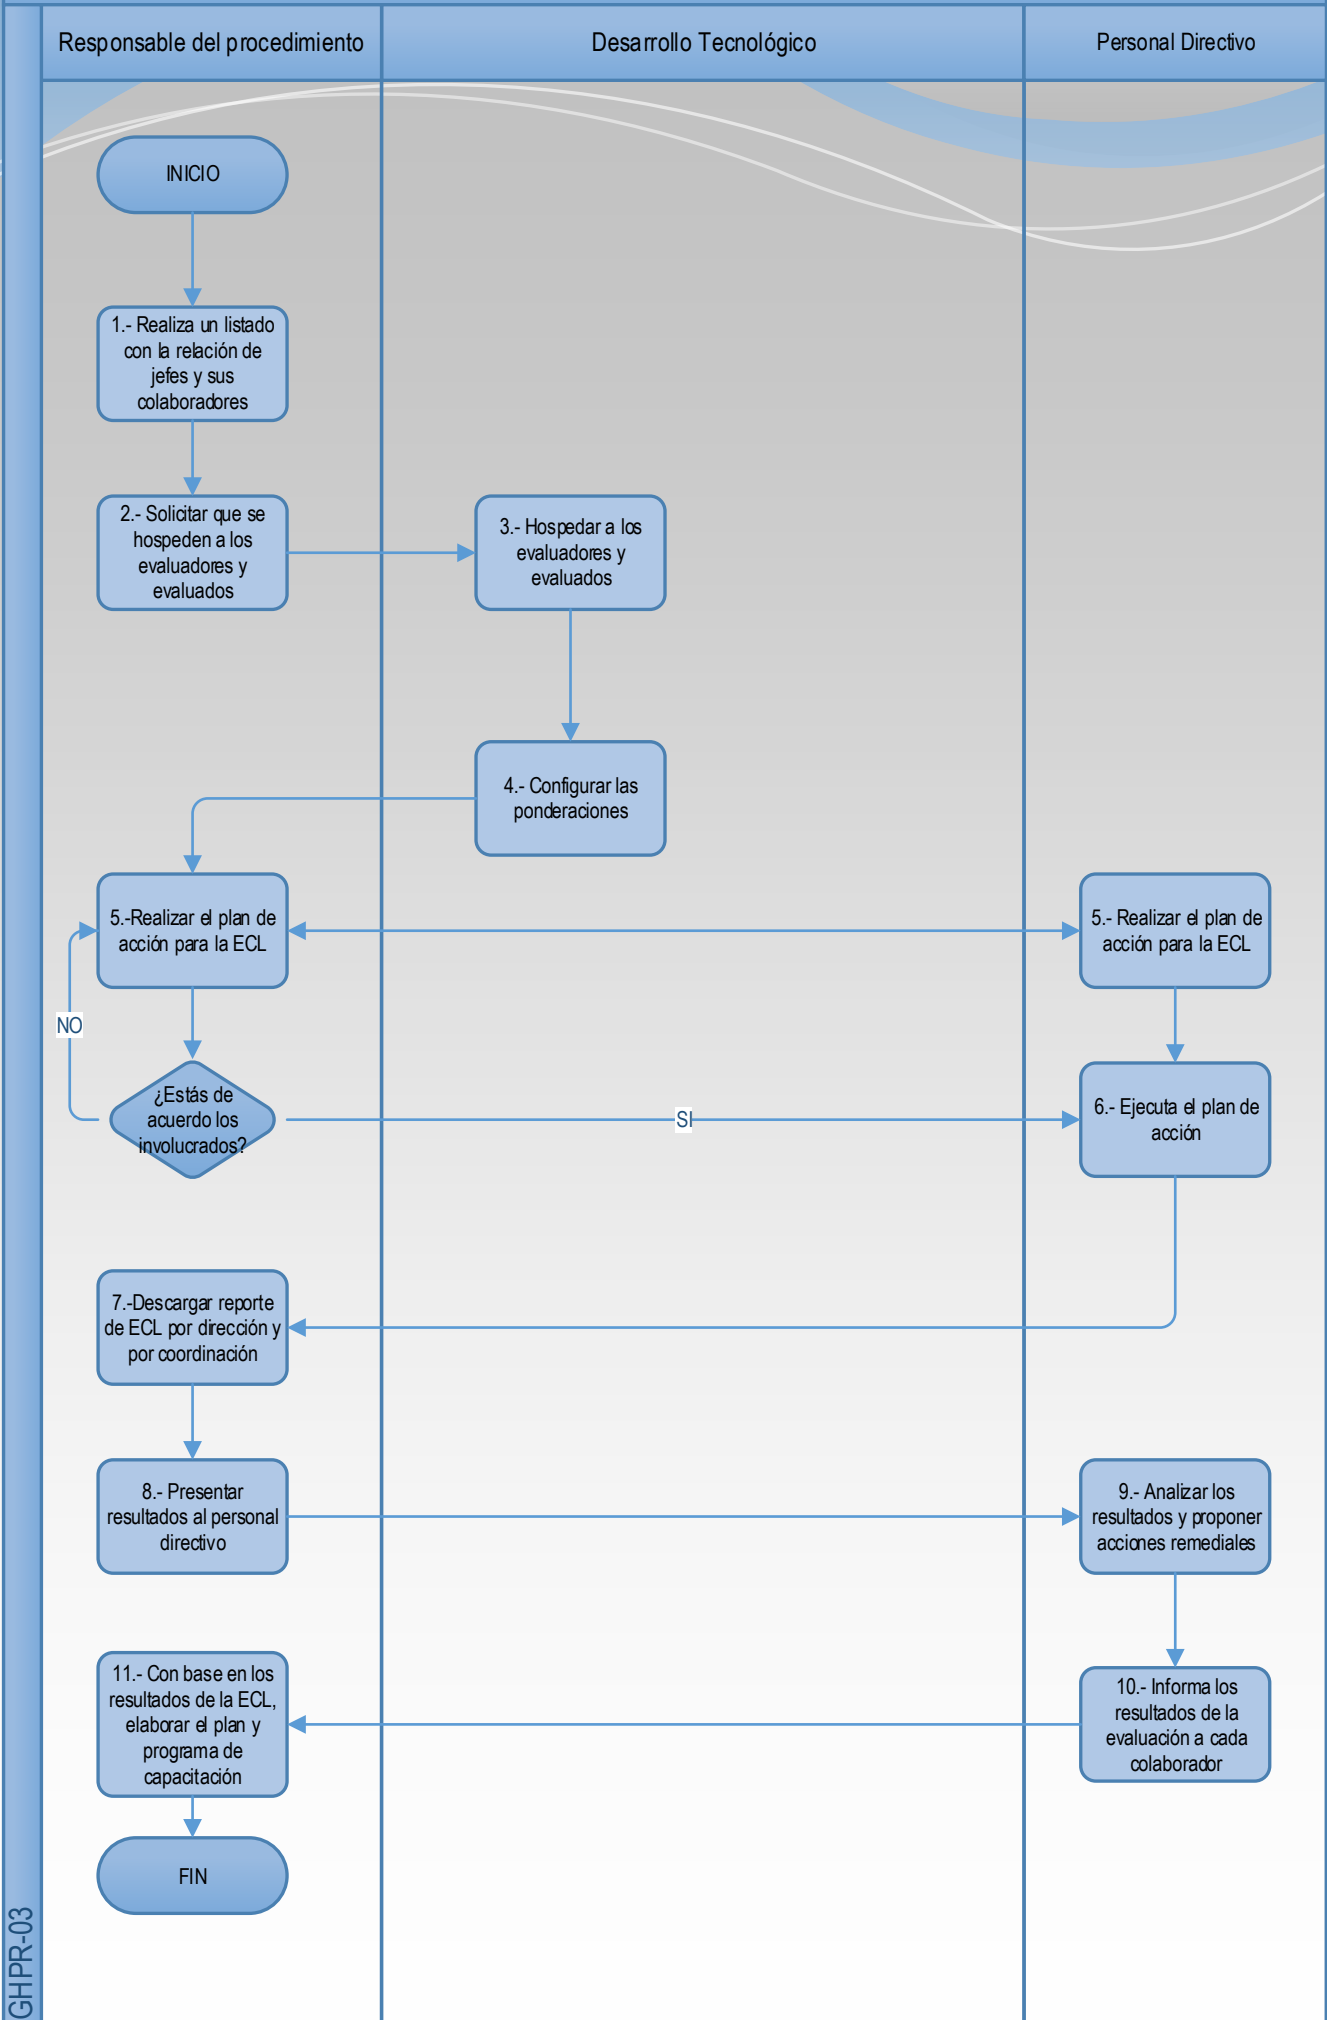 Responsable del procedimiento
Desarrollo Tecnológico
Personal Directivo
INICIO
1.- Realiza un listado
con la relación de
jefes y sus
colaboradores
2.- Solicitar que se
hospeden a los
evaluadores y
evaluados
3.- Hospedar a los
evaluadores y
evaluados
4.- Configurar las
ponderaciones
5.-Realizar el plan de
acción para la ECL
5.- Realizar el plan de
acción para la ECL
NO
¿Estás de
acuerdo los
involucrados?
SI
6.- Ejecuta el plan de
acción
7.-Descargar reporte
de ECL por dirección y
por coordinación
8.- Presentar
resultados al personal
directivo
9.- Analizar los
resultados y proponer
acciones remediales
10.- Informa los
resultados de la
evaluación a cada
colaborador
11.- Con base en los
resultados de la ECL,
elaborar el plan y
programa de
capacitación
FIN
GHPR-03